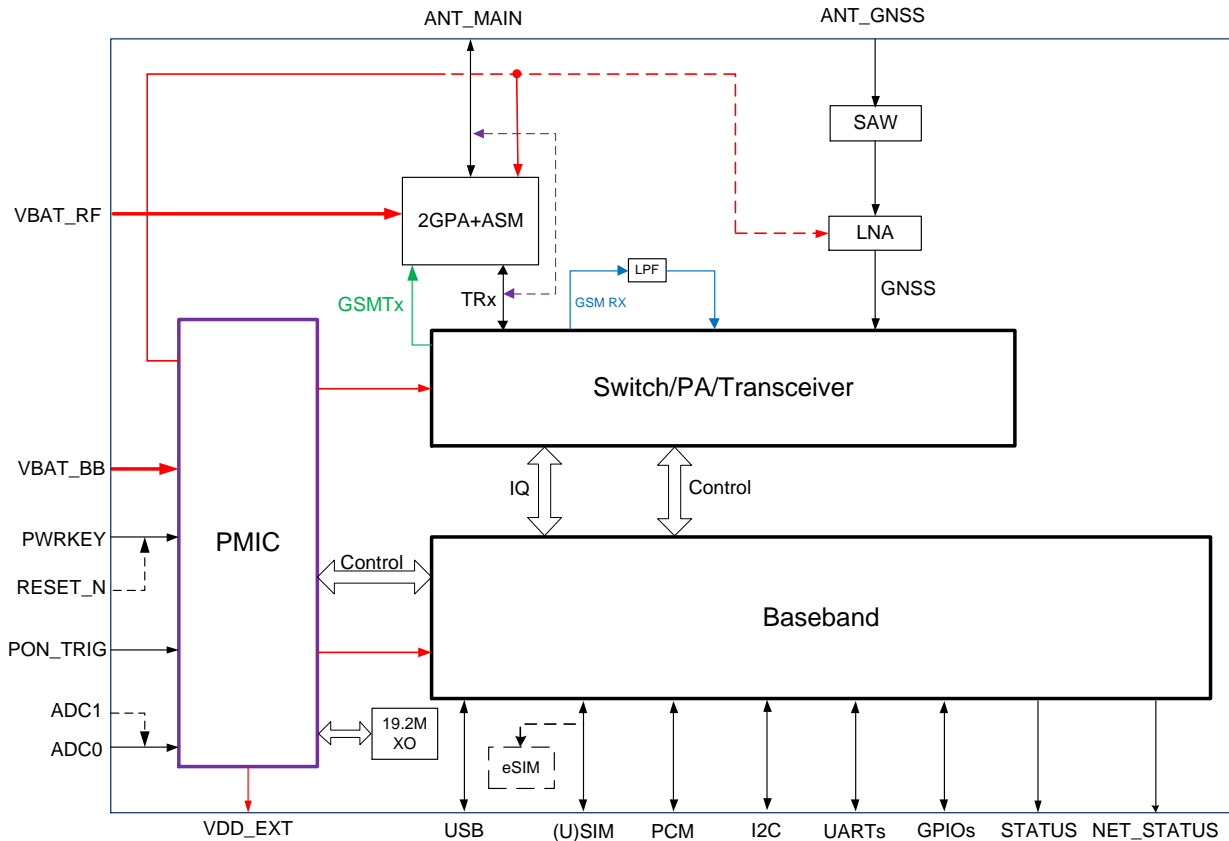 ANT_MAIN
ANT_GNSS
SAW
VBAT_RF
2GPA+ASM
LNA
LPF
GSMTx
TRx
GSM RX
GNSS
Switch/PA/Transceiver
VBAT_BB
IQ
Control
PWRKEY
PMIC
Control
RESET_N
Baseband
PON_TRIG
ADC1
ADC0
19.2M
XO
eSIM
VDD_EXT
USB
(U)SIM
PCM
I2C
UARTs
GPIOs
STATUS
NET_STATUS